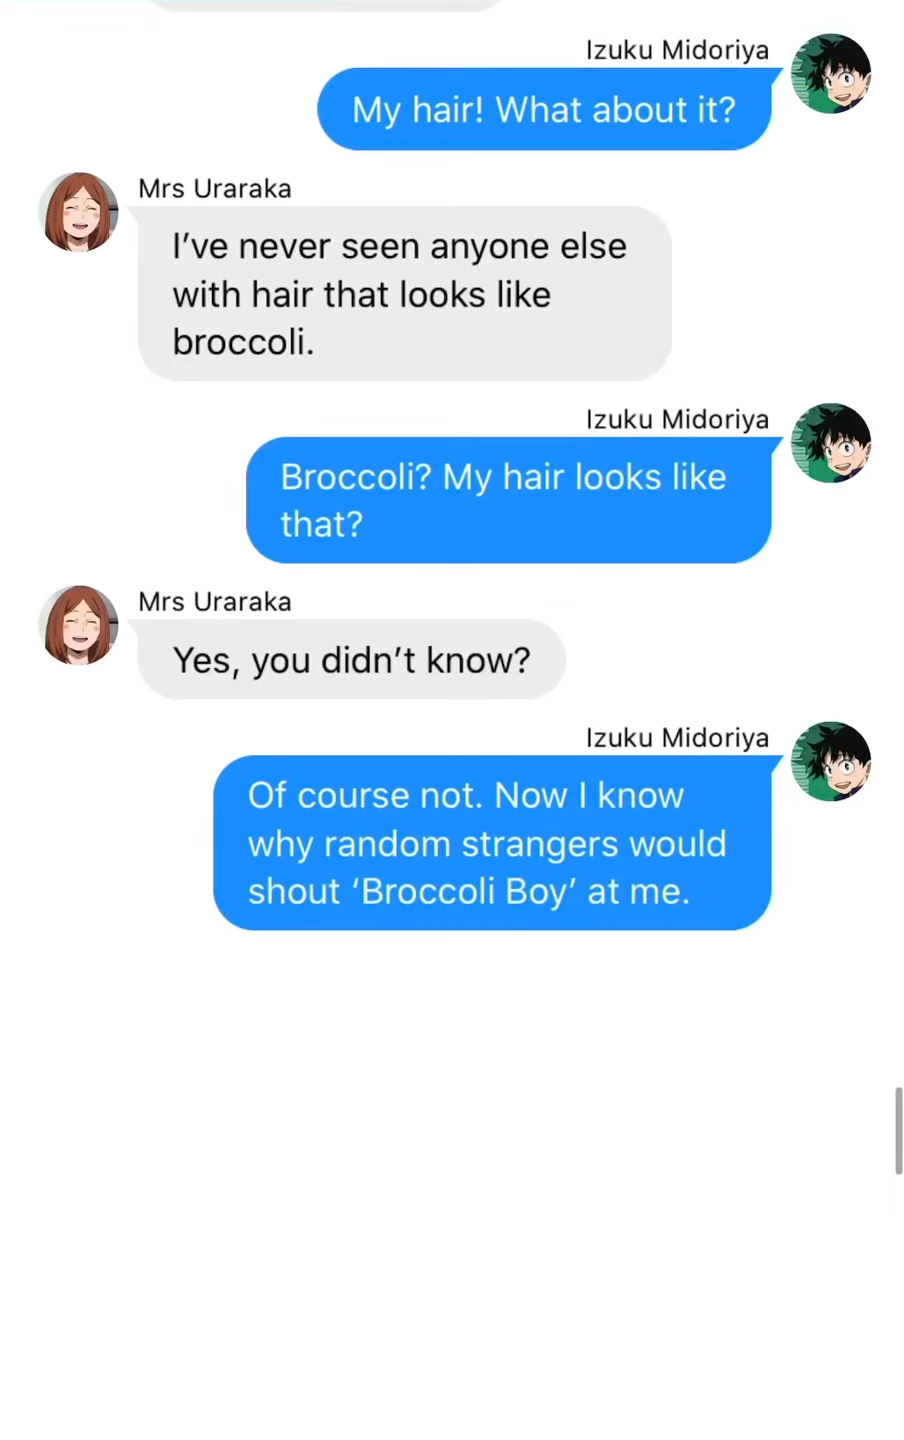 Izuku Midoriya
My hair! What about it?
Mrs Uraraka
I’ve never seen anyone else
with hair that looks like
broccoli.
Izuku Midoriya
Broccoli? My hair looks like
that?
Mrs Uraraka
Yes, you didn’t know?
Izuku Midoriya
Of course not. Now I know
why random strangers would
shout ‘Broccoli Boy’ at me.